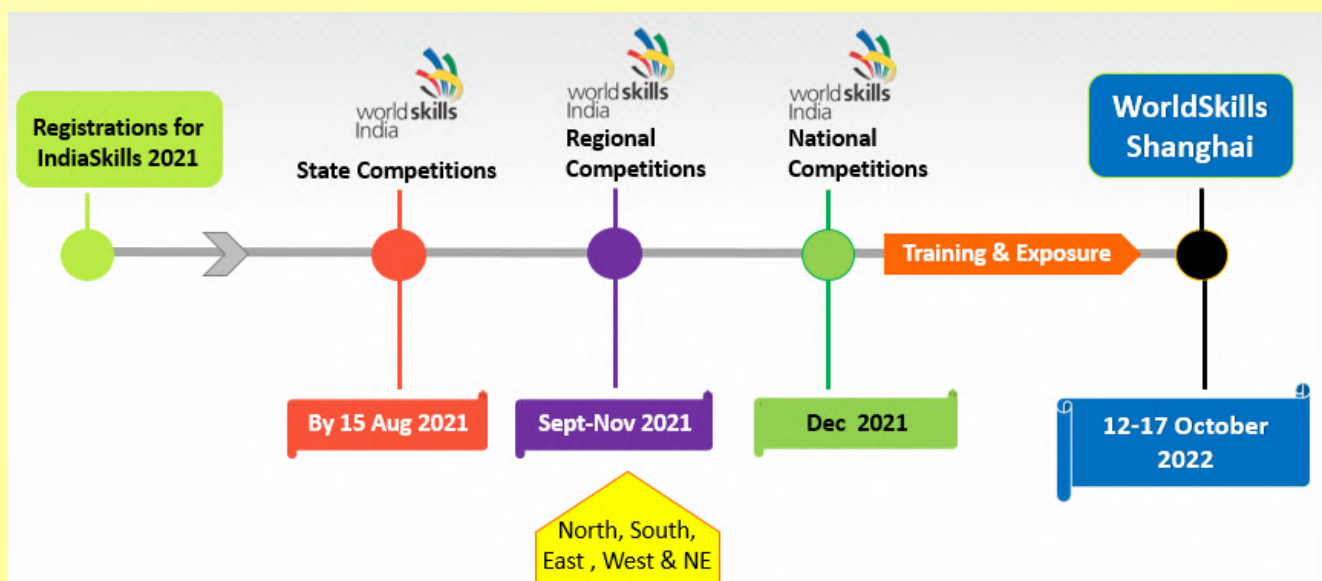 Registrations for
IndiaSkills 2021
worldskills
India
State Competitions
By 15 Aug 2021
worldskills
India
Regional
Competitions
Sept-Nov 2021
North, South,
East , West & NE
worldskills
India
National
Competitions
Dec 2021
Training & Exposure
WorldSkills
Shanghai
12-17 October
2022